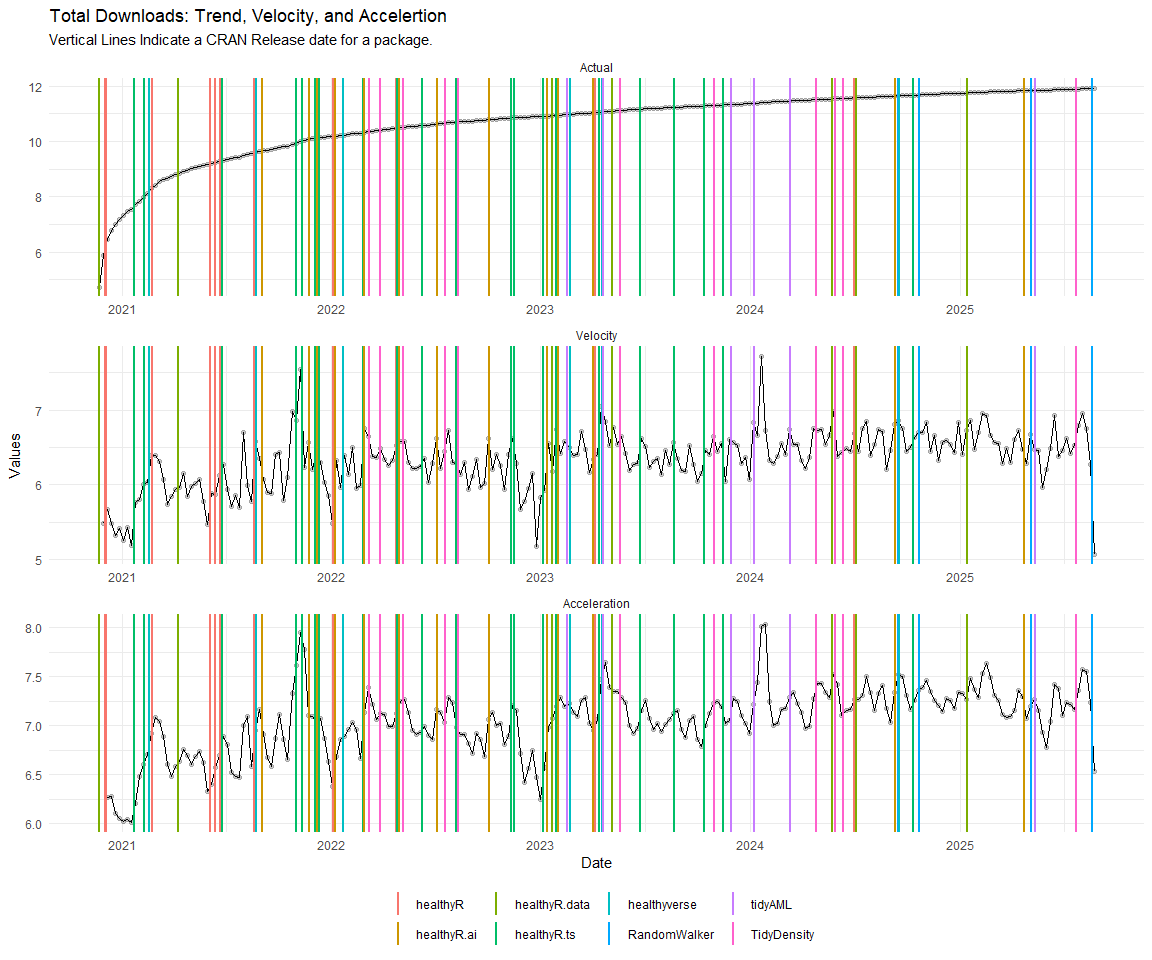 Total Downloads: Trend, Velocity, and Accelertion
Vertical Lines Indicate a CRAN Release date for a package.
Actual
12
10
8
6
2021 2022 2023 2024 2025
Velocity
Values
7
6
5
2021 2022 2023 2024 2025
Acceleration
8.0
7.5
7.0
6.5
6.0
2021 2022 2023 2024 2025
Date
healthyR healthyR.data healthyverse tidyAML
healthyR.ai healthyR.ts RandomWalker TidyDensity